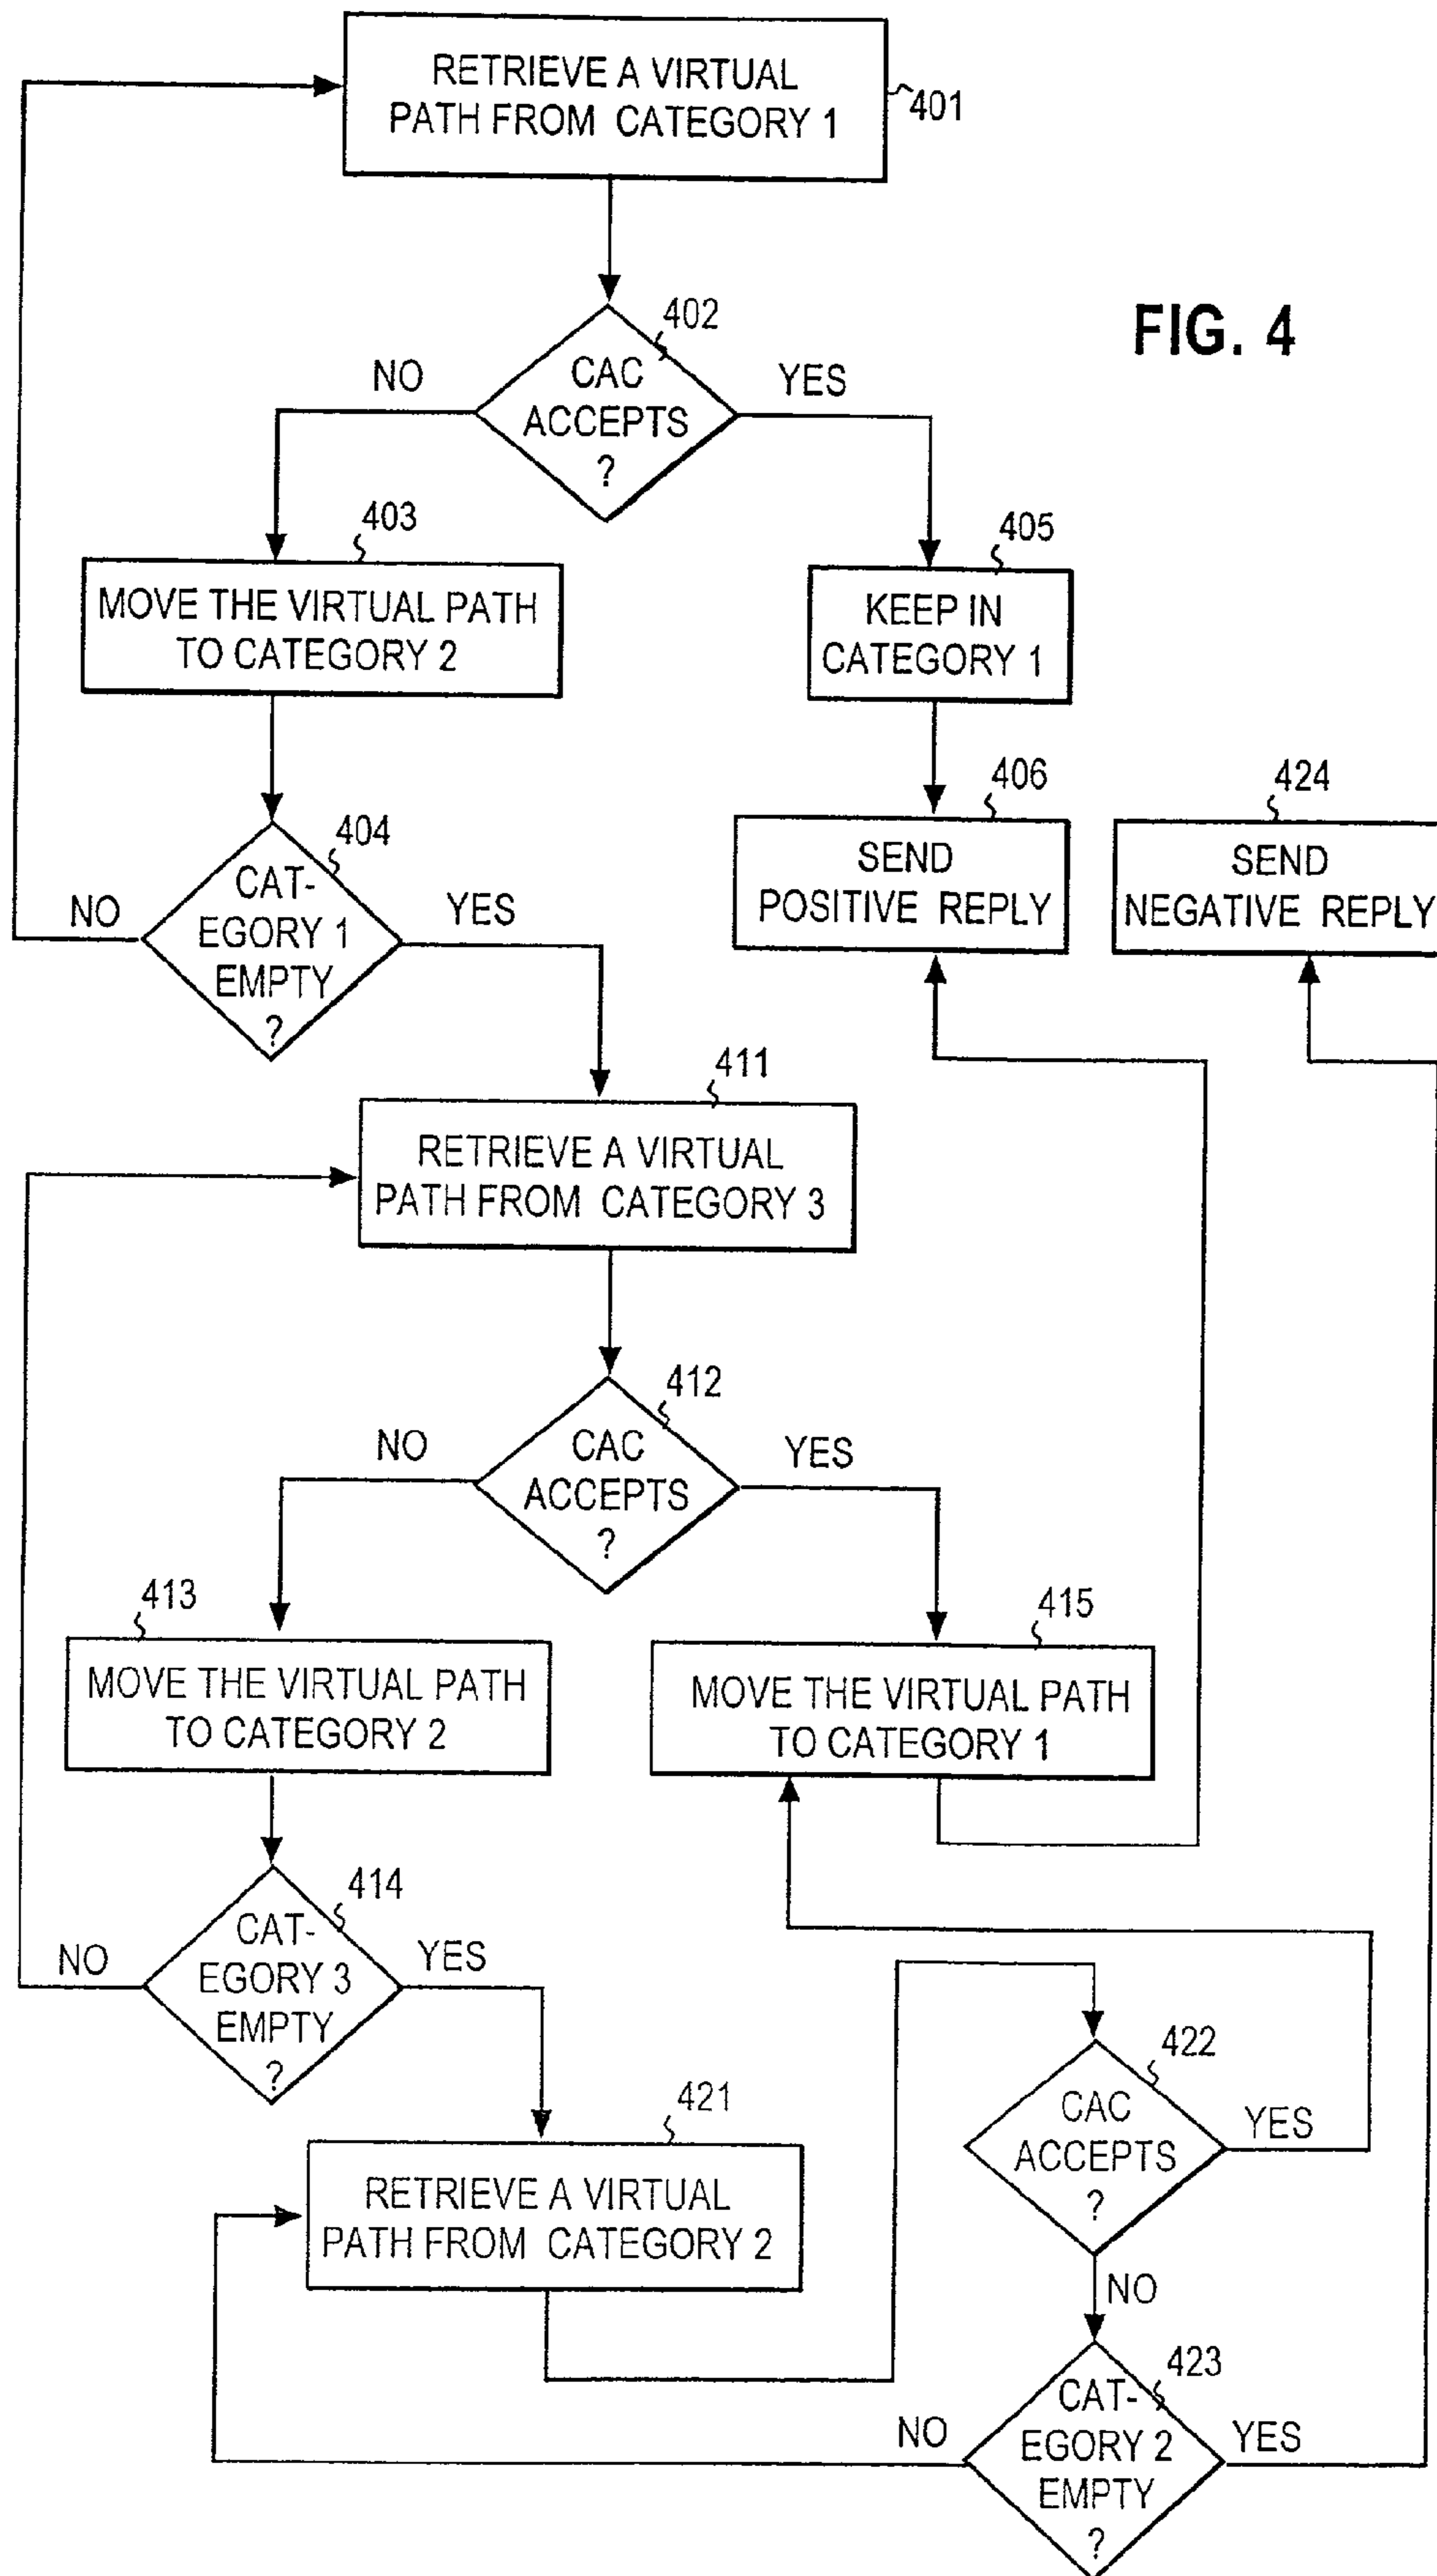 RETRIEVE A VIRTUAL
PATH FROM CATEGORY 1
401
FIG. 4
402
NO
CAC
ACCEPTS
?
YES
403
MOVE THE VIRTUAL PATH
TO CATEGORY 2
405
KEEP IN
CATEGORY 1
406
SEND
POSITIVE REPLY
424
SEND
NEGATIVE REPLY
404
NO
CAT-
EGORY 1
EMPTY
?
YES
411
RETRIEVE A VIRTUAL
PATH FROM CATEGORY 3
412
NO
CAC
ACCEPTS
?
YES
413
MOVE THE VIRTUAL PATH
TO CATEGORY 2
415
MOVE THE VIRTUAL PATH
TO CATEGORY 1
414
NO
CAT-
EGORY 3
EMPTY
?
YES
421
RETRIEVE A VIRTUAL
PATH FROM CATEGORY 2
422
CAC
ACCEPTS
?
YES
NO
423
NO
CAT-
EGORY 2
EMPTY
?
YES